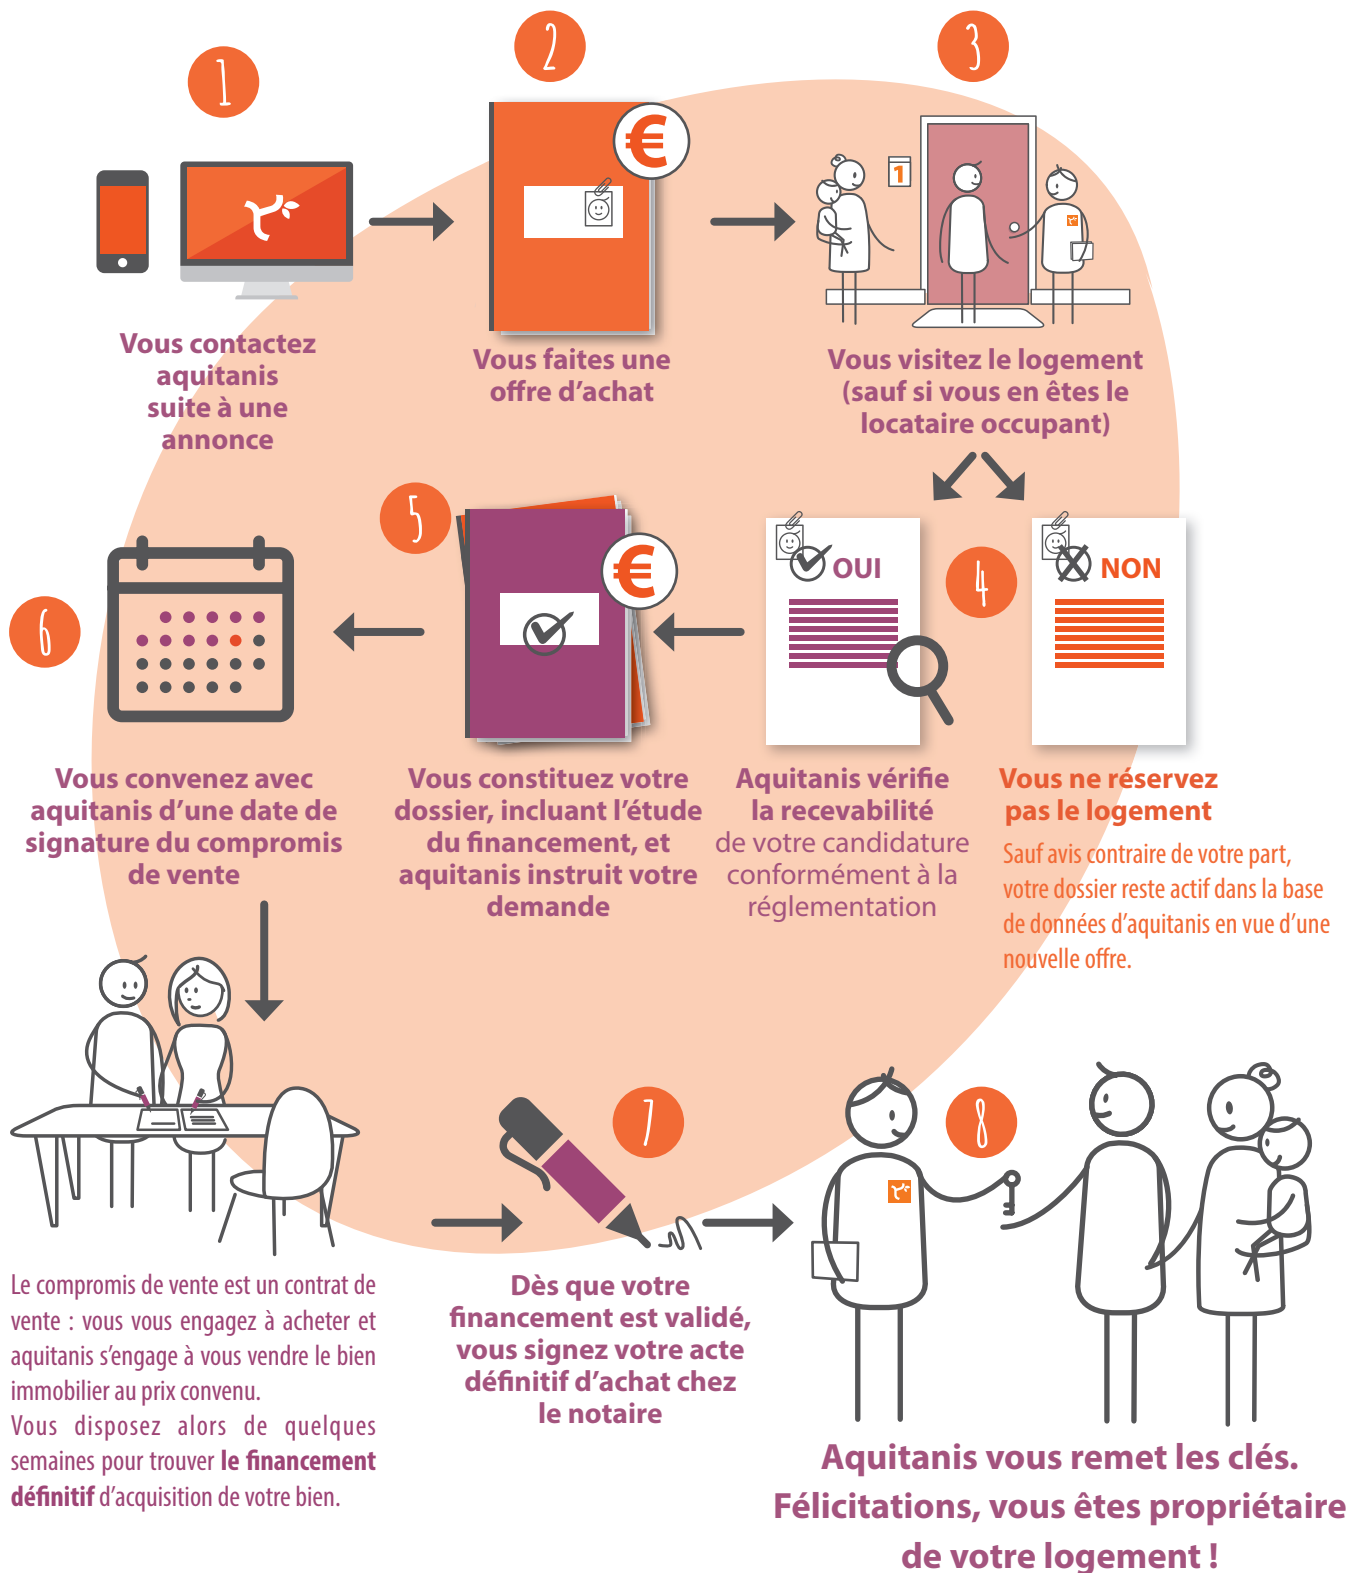 1
Vous contactez
aquitanis
suite à une
annonce
2
€
Vous faites une
offre d’achat
3
1
Vous visitez le logement
(sauf si vous en êtes le
locataire occupant)
4
OUI
Aquitanis vérifie
la recevabilité
de votre candidature
conformément à la
réglementation
NON
Vous ne réservez
pas le logement
Sauf avis contraire de votre part,
votre dossier reste actif dans la base
de données d’aquitanis en vue d’une
nouvelle offre.
5
€
Vous constituez votre
dossier, incluant l’étude
du financement, et
aquitanis instruit votre
demande
6
Vous convenez avec
aquitanis d’une date de
signature du compromis
de vente
Le compromis de vente est un contrat de
vente : vous vous engagez à acheter et
aquitanis s’engage à vous vendre le bien
immobilier au prix convenu.
Vous disposez alors de quelques
semaines pour trouver le financement
définitif d’acquisition de votre bien.
7
Dès que votre
financement est validé,
vous signez votre acte
définitif d’achat chez
le notaire
8
Aquitanis vous remet les clés.
Félicitations, vous êtes propriétaire
de votre logement !